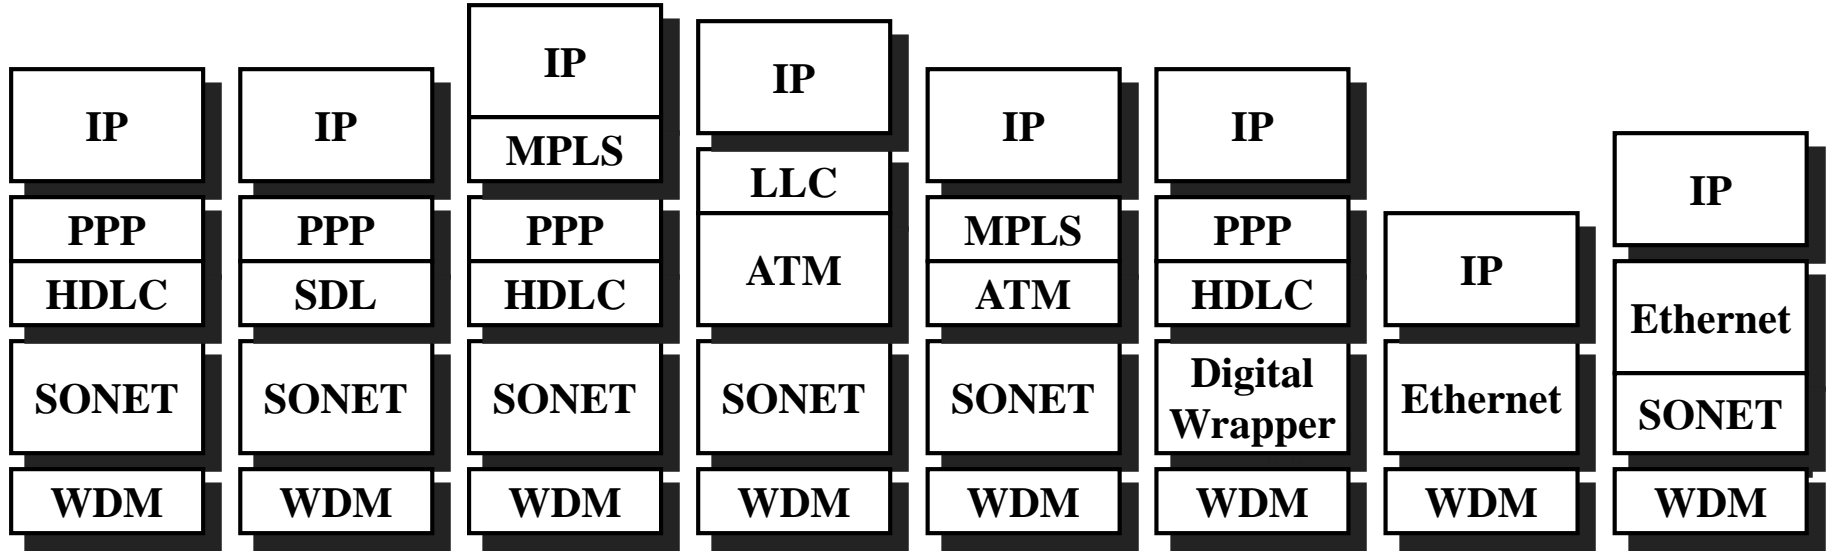 IP
PPP
HDLC
SONET
WDM
IP
PPP
SDL
SONET
WDM
IP
MPLS
PPP
HDLC
SONET
WDM
IP
LLC
ATM
SONET
WDM
IP
MPLS
ATM
SONET
WDM
IP
PPP
HDLC
Digital
Wrapper
WDM
IP
Ethernet
WDM
IP
Ethernet
SONET
WDM